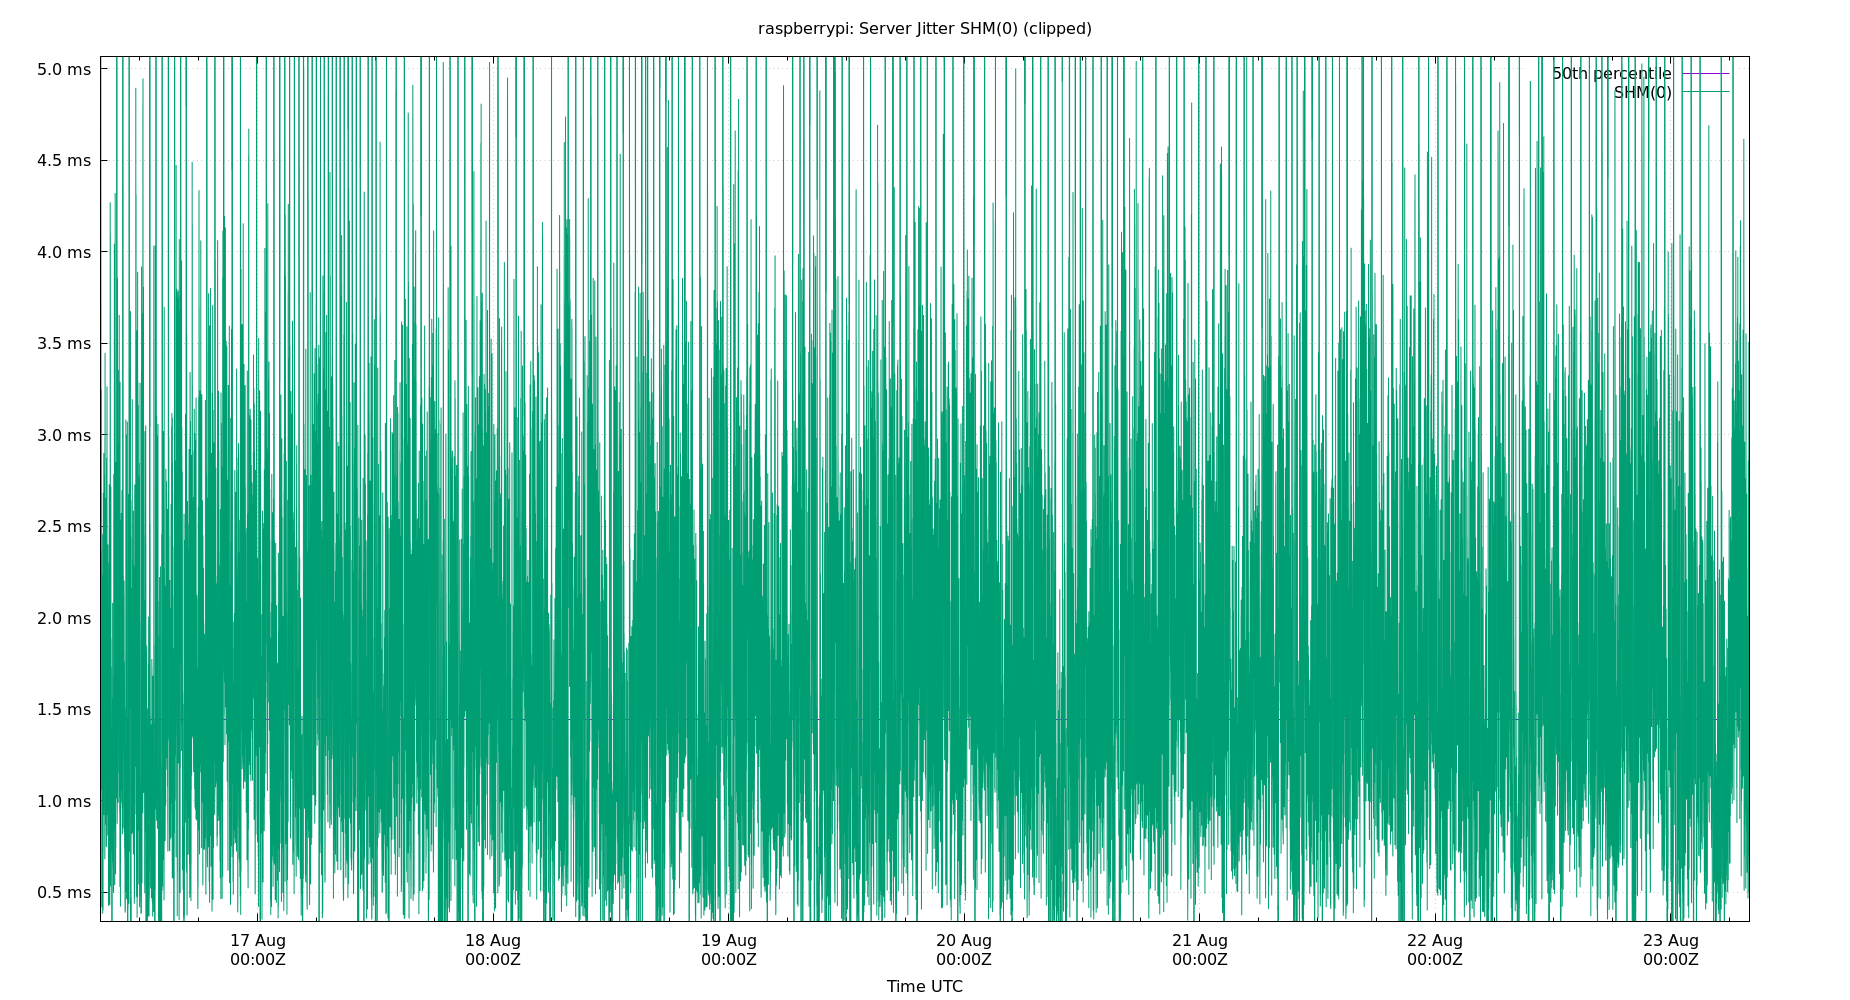 raspberrypi: Server Jitter SHM(0) (clipped)
5.0 ms
50th percentile
SHM(0)
4.5 ms
4.0 ms
3.5 ms
3.0 ms
2.5 ms
2.0 ms
1.5 ms
1.0 ms
0.5 ms
17 Aug 18 Aug 19 Aug 20 Aug 21 Aug 22 Aug 23 Aug
00:00Z 00:00Z 00:00Z 00:00Z 00:00Z 00:00Z 00:00Z
Time UTC